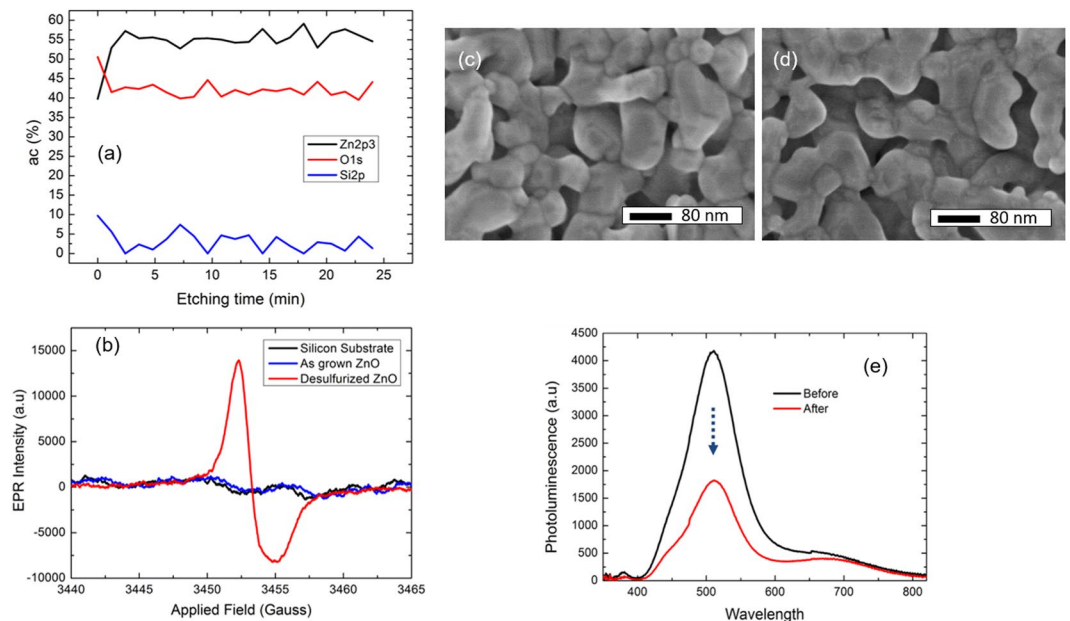 60
55
50
45
40
35
30
25
20
15
10
5
0
ac (%)
(a)
Zn2p3
O1s
Si2p
0 5 10 15 20 25
Etching time (min)
(c)
80 nm
(d)
80 nm
15000
10000
5000
0
-5000
-10000
EPR Intensity (a.u)
(b)
Silicon Substrate
As grown ZnO
Desulfurized ZnO
3440 3445 3450 3455 3460 3465
Applied Field (Gauss)
4500
4000
3500
3000
2500
2000
1500
1000
500
0
Photoluminescence (a.u)
(e)
Before
After
400 500 600 700 800
Wavelength